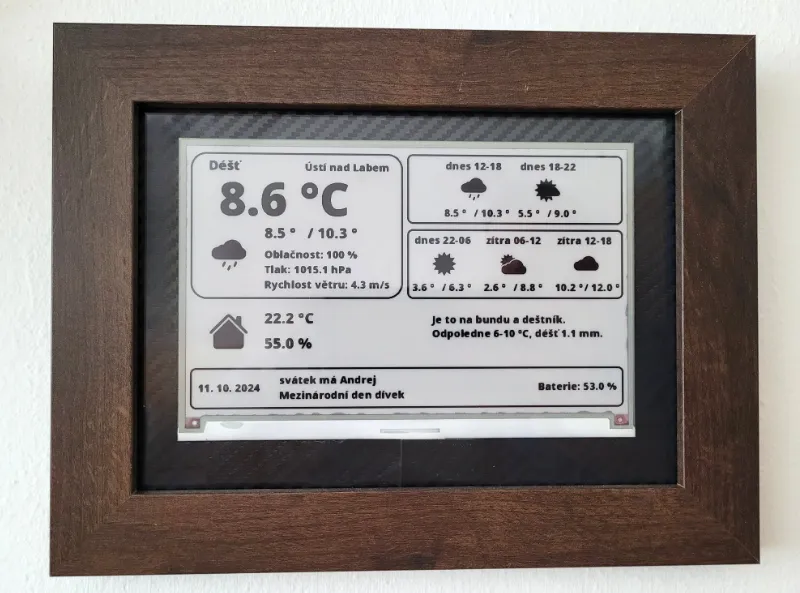 Déšť
Ústí nad Labem
8.6 °C
8.5 ° / 10.3 °
Oblačnost: 100 %
Tlak: 1015.1 hPa
Rychlost větru: 4.3 m/s
dnes 12-18 dnes 18-22
8.5 ° / 10.3 ° 5.5 ° / 9.0 °
dnes 22-06 zítra 06-12 zítra 12-18
3.6 ° / 6.3 ° 2.6 ° / 8.8 ° 10.2 °/ 12.0 °
22.2 °C
55.0 %
Je to na bundu a deštník.
Odpoledne 6-10 °C, déšť 1.1 mm.
11. 10. 2024
svátek má Andrej
Mezinárodní den dívek
Baterie: 53.0 %